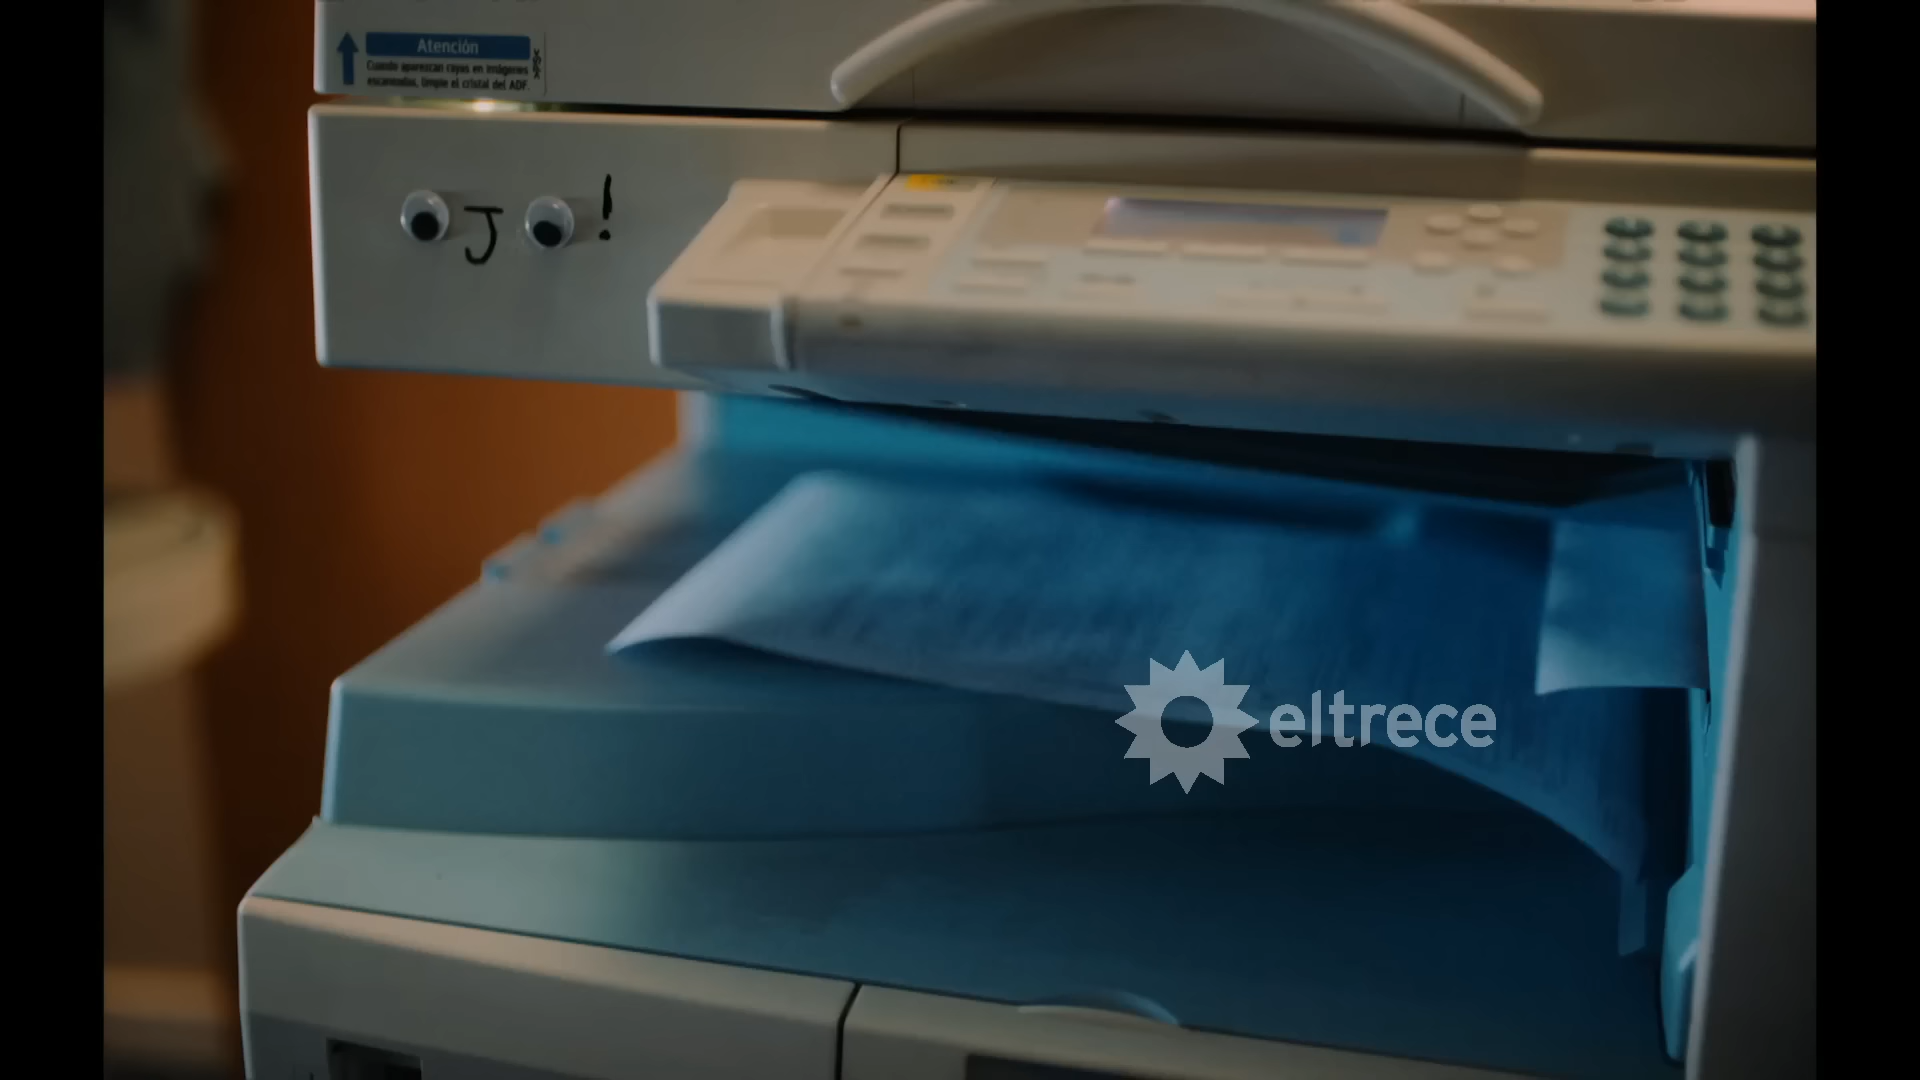 Atención
Cuando aparezcan rayas en imágenes
escaneadas, limpie el cristal del ADF.
J !
eltrece